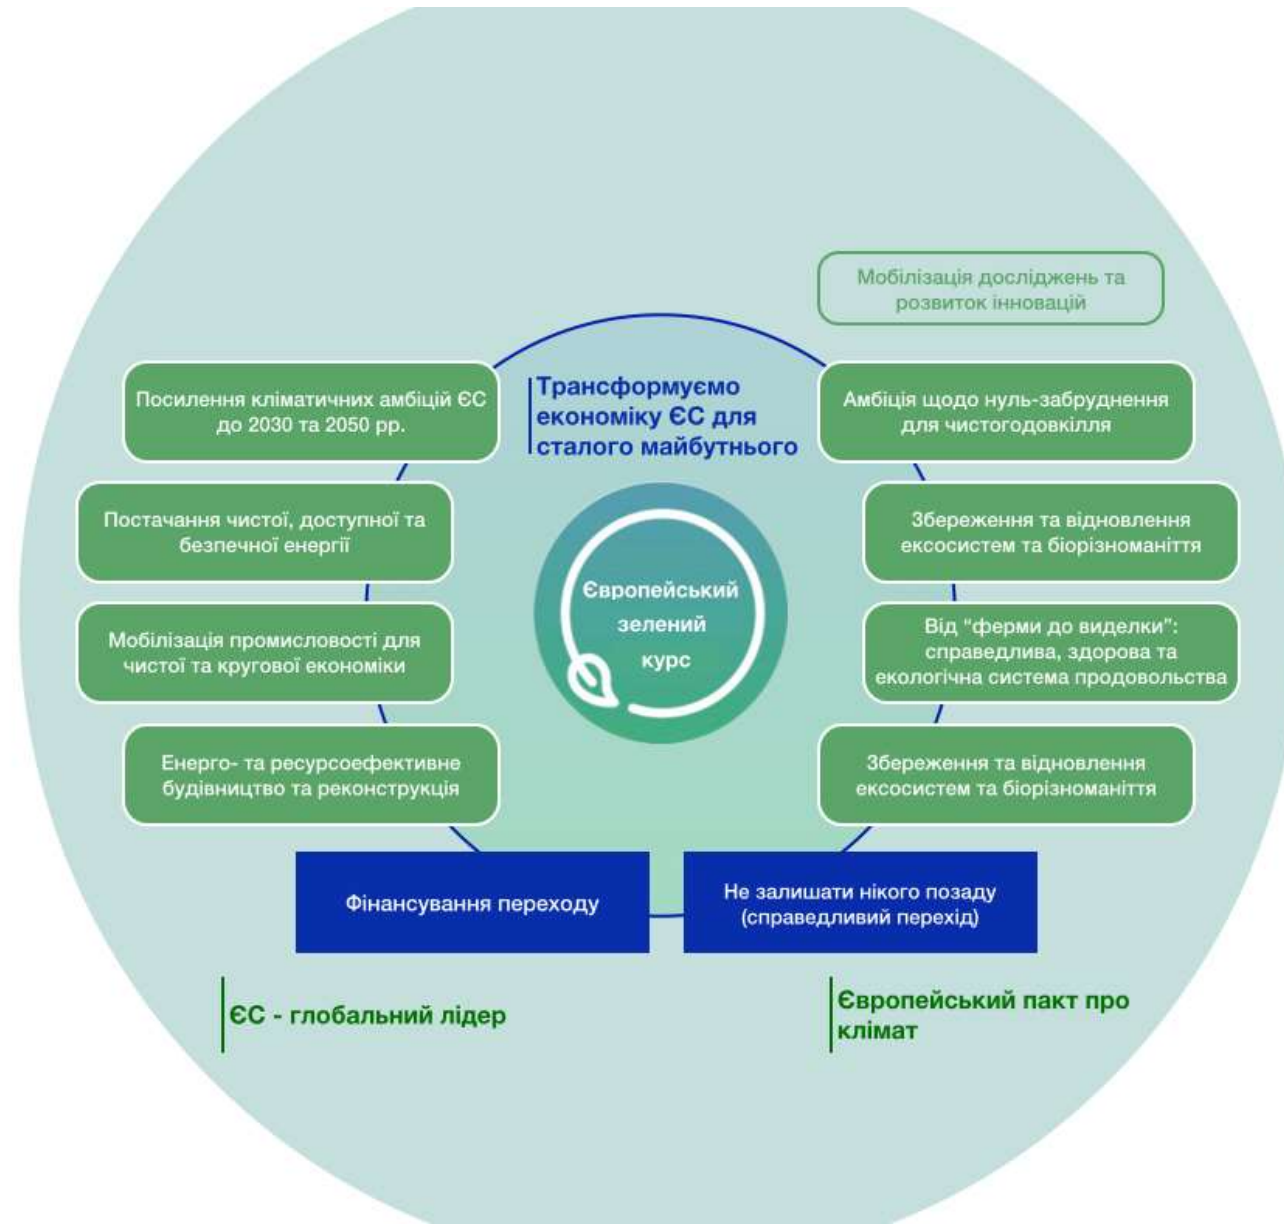 Мобілізація досліджень та
розвиток інновацій
Трансформуємо
економіку ЄС для
сталого майбутнього
Посилення кліматичних амбіцій ЄС
до 2030 та 2050 рр.
Амбіція щодо нуль-забруднення
для чистогодовкілля
Постачання чистої, доступної та
безпечної енергії
Збереження та відновлення
ексосистем та біорізноманіття
Європейський
зелений
курс
Мобілізація промисловості для
чистої та кругової економіки
Від “ферми до виделки”:
справедлива, здорова та
екологічна система продовольства
Енерго- та ресурсоефективне
будівництво та реконструкція
Збереження та відновлення
ексосистем та біорізноманіття
Фінансування переходу
Не залишати нікого позаду
(справедливий перехід)
ЄС - глобальний лідер
Європейський пакт про
клімат